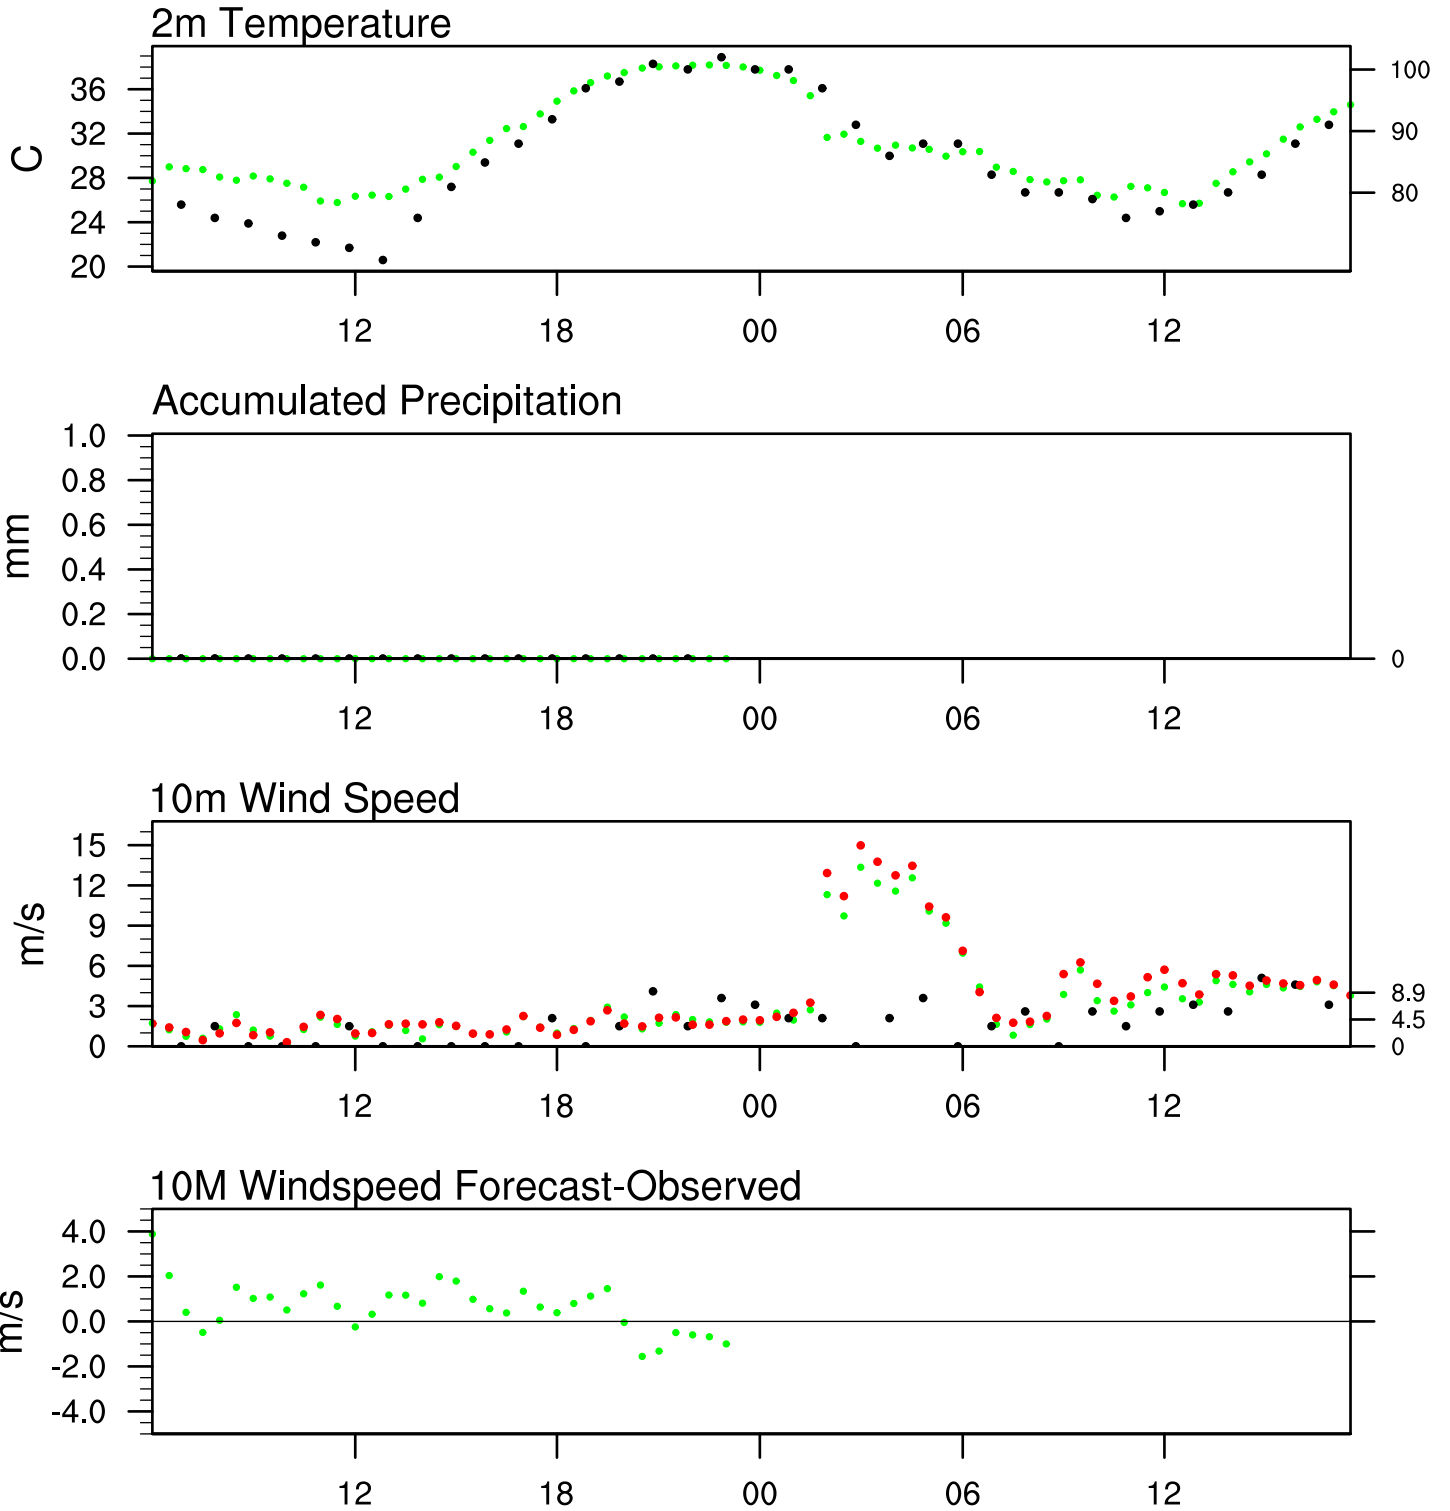 2m Temperature
36
32
28
24
20
C
100
90
80
12 18 00 06 12
Accumulated Precipitation
1.0
0.8
0.6
0.4
0.2
0.0
mm
0
12 18 00 06 12
10m Wind Speed
15
12
9
6
3
0
m/s
8.9
4.5
0
12 18 00 06 12
10M Windspeed Forecast-Observed
4.0
2.0
0.0
-2.0
-4.0
m/s
12 18 00 06 12